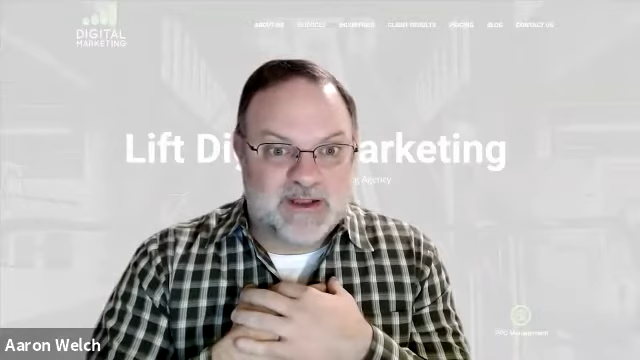 DIGITAL
MARKETING
ABOUT US SERVICES INDUSTRIES CLIENT RESULTS PRICING BLOG CONTACT US
Lift Di arketing
g Agency
PPC Management
Aaron Welch